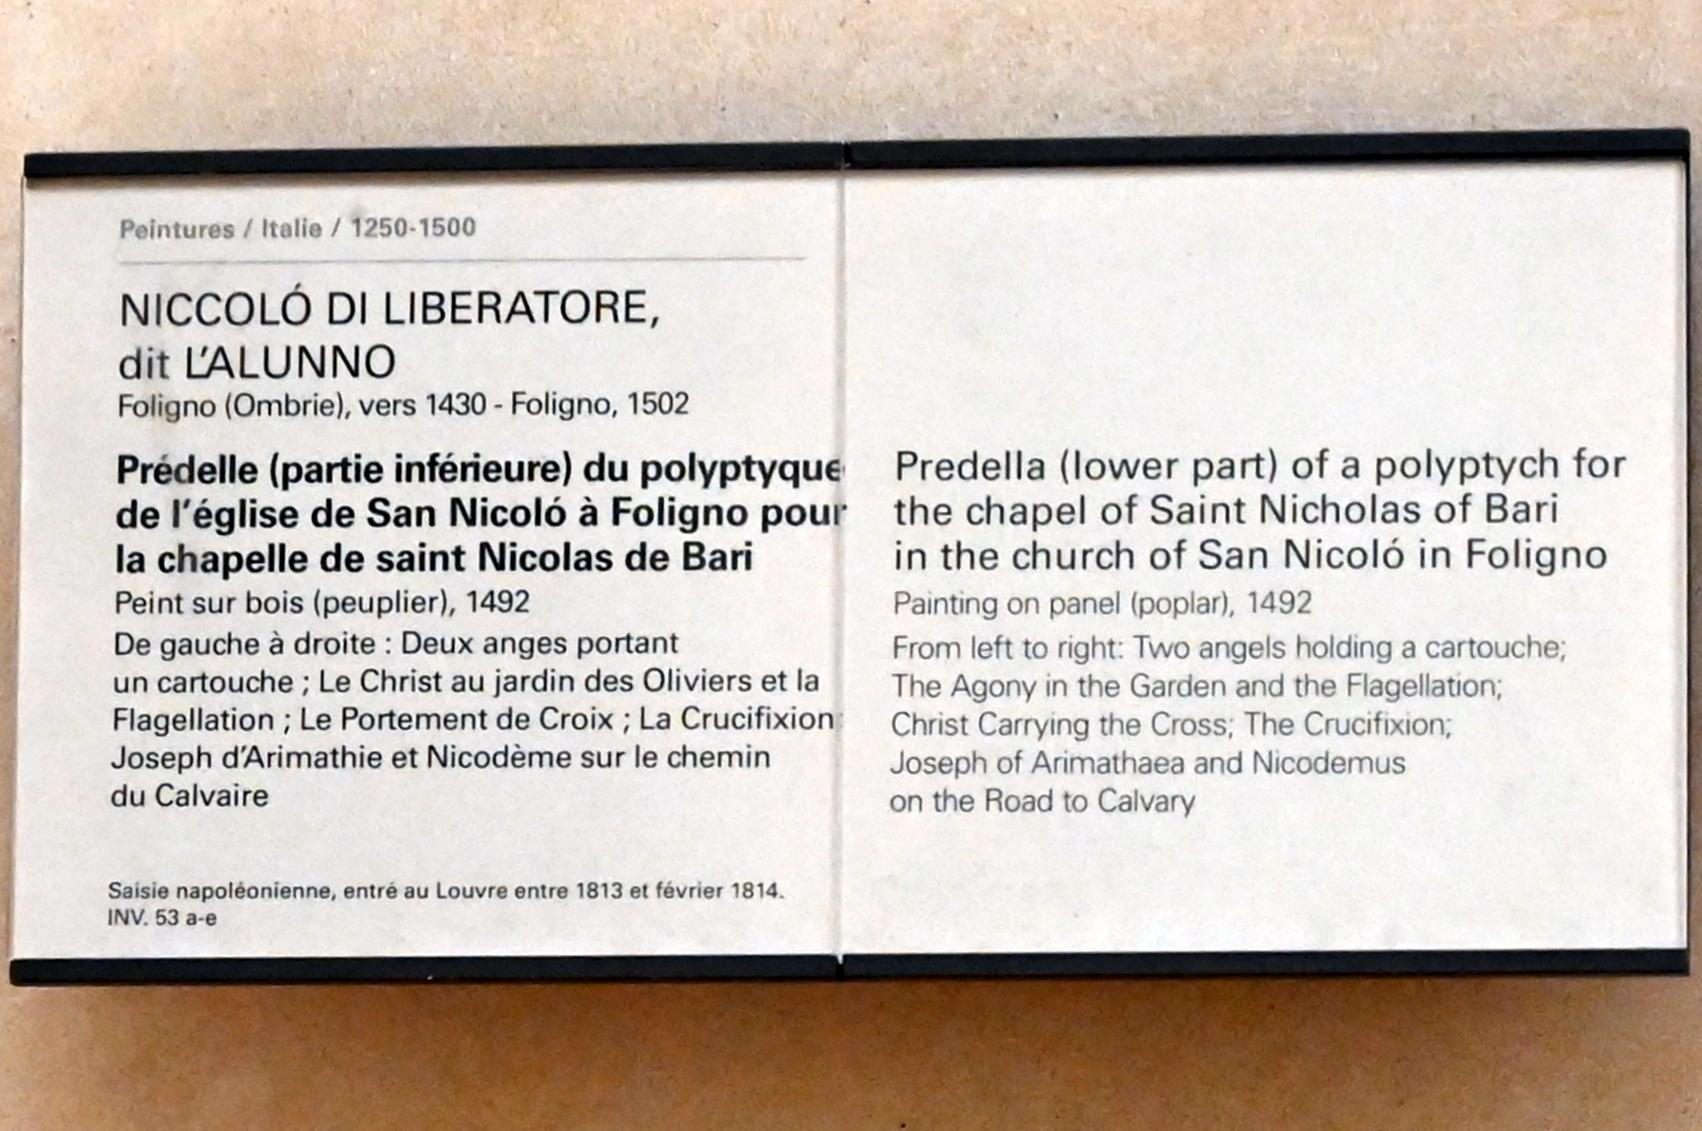 Peintures / Italie / 1250-1500
NICCOLÓ DI LIBERATORE,
dit L'ALUNNO
Foligno (Ombrie), vers 1430 - Foligno, 1502
Prédelle (partie inférieure) du polyptyque
de l'église de San Nicoló à Foligno pour
la chapelle de saint Nicolas de Bari
Peint sur bois (peuplier), 1492
De gauche à droite : Deux anges portant
un cartouche ; Le Christ au jardin des Oliviers et la
Flagellation ; Le Portement de Croix ; La Crucifixion
Joseph d'Arimathie et Nicodème sur le chemin
du Calvaire
Saisie napoléonienne, entré au Louvre entre 1813 et février 1814.
INV. 53 a-e
Predella (lower part) of a polyptych for
the chapel of Saint Nicholas of Bari
in the church of San Nicoló in Foligno
Painting on panel (poplar), 1492
From left to right: Two angels holding a cartouche;
The Agony in the Garden and the Flagellation;
Christ Carrying the Cross; The Crucifixion;
Joseph of Arimathaea and Nicodemus
on the Road to Calvary